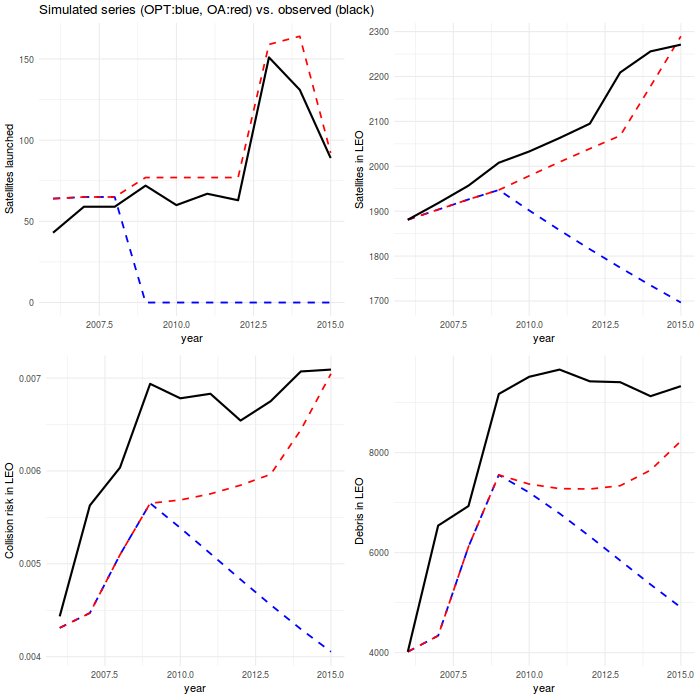 Simulated series (OPT:blue, OA:red) vs. observed (black)
Satellites launched
150
100
50
0
2007.5 2010.0 2012.5 2015.0
year
Satellites in LEO
2300
2200
2100
2000
1900
1800
1700
2007.5 2010.0 2012.5 2015.0
year
Collision risk in LEO
0.007
0.006
0.005
0.004
2007.5 2010.0 2012.5 2015.0
year
Debris in LEO
8000
6000
4000
2007.5 2010.0 2012.5 2015.0
year